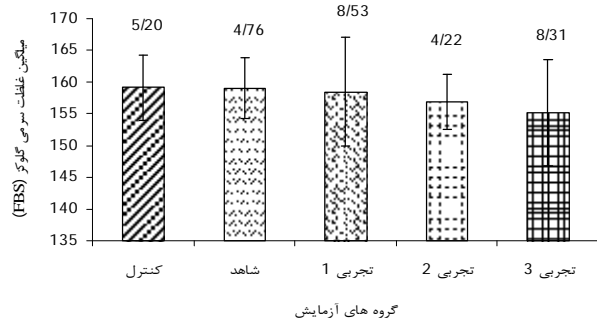 میانگین غلظت سرمی گلوکز (FBS)
170
165
160
155
150
145
140
135
5/20
4/76
8/53
4/22
8/31
کنترل
شاهد
تجربی 1
تجربی 2
تجربی 3
گروه های آزمایش